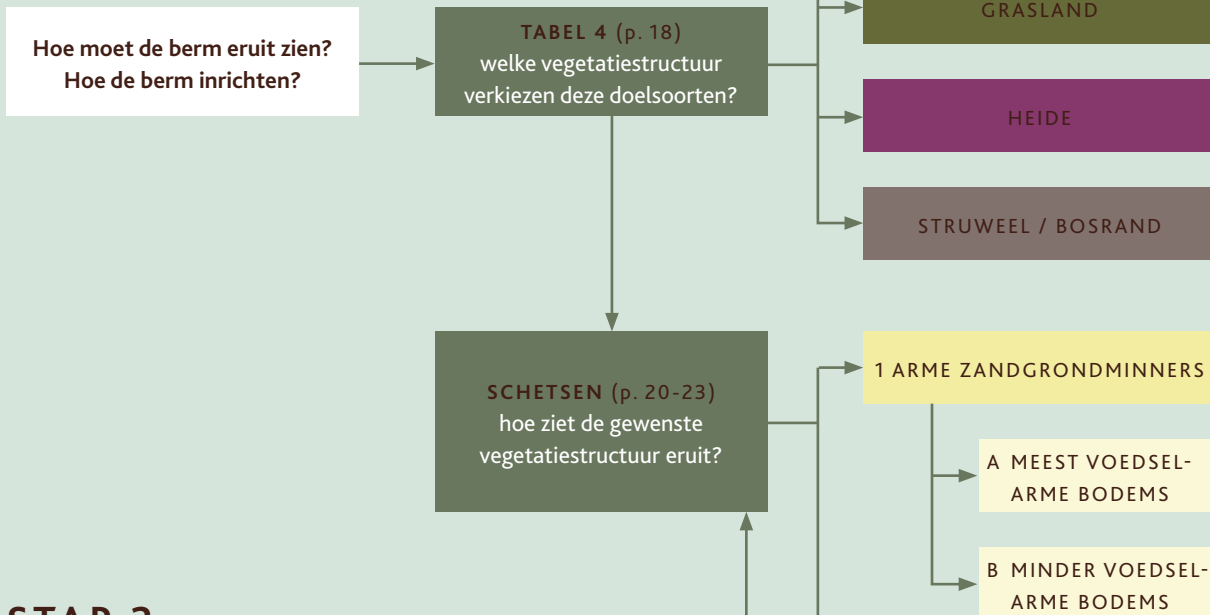 GRASLAND
Hoe moet de berm eruit zien?
Hoe de berm inrichten?
TABEL 4 (p. 18)
welke vegetatiestructuur
verkiezen deze doelsoorten?
HEIDE
STRUWEEL / BOSRAND
SCHETSEN (p. 20-23)
hoe ziet de gewenste
vegetatiestructuur eruit?
1 ARME ZANDGRONDMINNERS
A MEEST VOEDSEL-
ARME BODEMS
B MINDER VOEDSEL-
ARME BODEMS
STAP